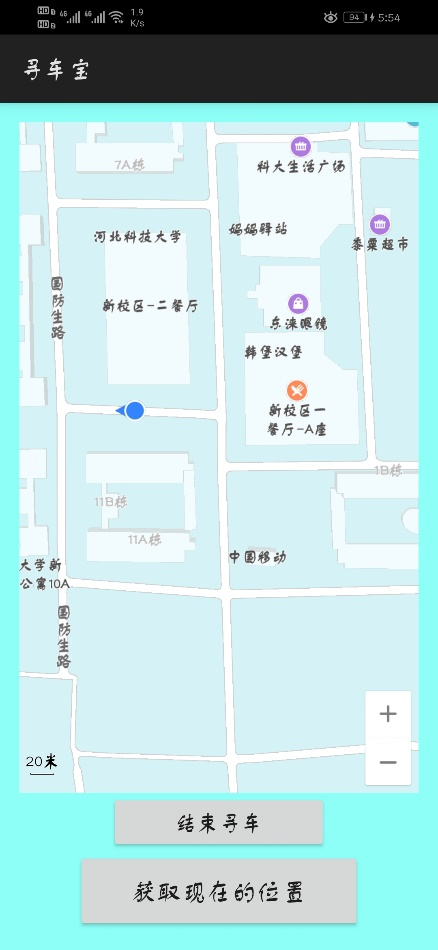 1.9
K/s
94
5:54
寻车宝
7A栋
科大生活广场
河北科技大学
妈妈驿站
黍粟超市
国防生路
新校区-二餐厅
东涞眼镜
韩堡汉堡
新校区一
餐厅-A座
1B栋
11B栋
11A栋
中国移动
大学新
公寓10A
国防生路
20米
+
−
结束寻车
获取现在的位置